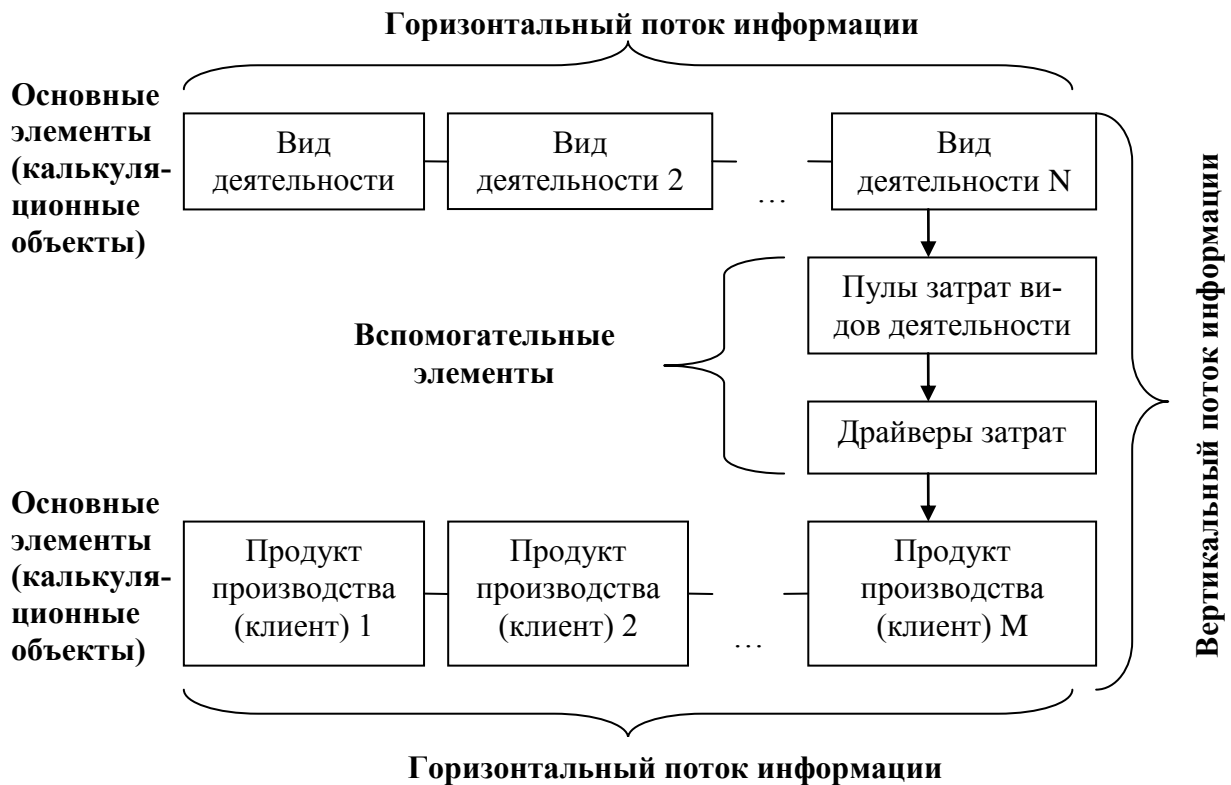 Горизонтальный поток информации
Основные
элементы
(калькуля-
ционные
объекты)
Вид
деятельности
Вид
деятельности 2
...
Вид
деятельности N
Пулы затрат ви-
дов деятельности
Вспомогательные
элементы
Драйверы затрат
Вертикальный поток информации
Основные
элементы
(калькуля-
ционные
объекты)
Продукт
производства
(клиент) 1
Продукт
производства
(клиент) 2
...
Продукт
производства
(клиент) M
Горизонтальный поток информации